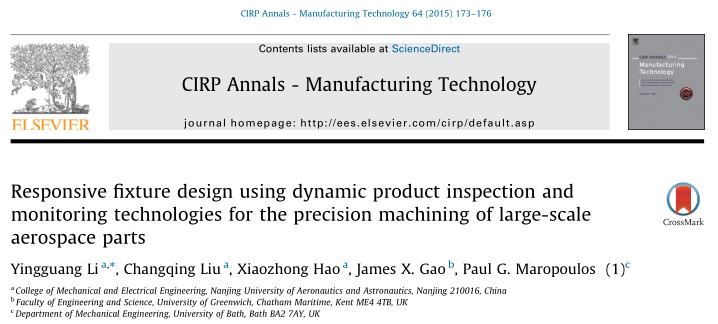 CIRP Annals - Manufacturing Technology 64 (2015) 173–176
Contents lists available at ScienceDirect
CIRP Annals - Manufacturing Technology
journal homepage: http://ees.elsevier.com/cirp/default.asp
ELSEVIER
Manufacturing
Technology
Responsive fixture design using dynamic product inspection and
monitoring technologies for the precision machining of large-scale
aerospace parts
CrossMark
Yingguang Li a,*, Changqing Liu a, Xiaozhong Hao a, James X. Gao b, Paul G. Maropoulos (1) c
a College of Mechanical and Electrical Engineering, Nanjing University of Aeronautics and Astronautics, Nanjing 210016, China
b Faculty of Engineering and Science, University of Greenwich, Chatham Maritime, Kent ME4 4TB, UK
c Department of Mechanical Engineering, University of Bath, Bath BA2 7AY, UK